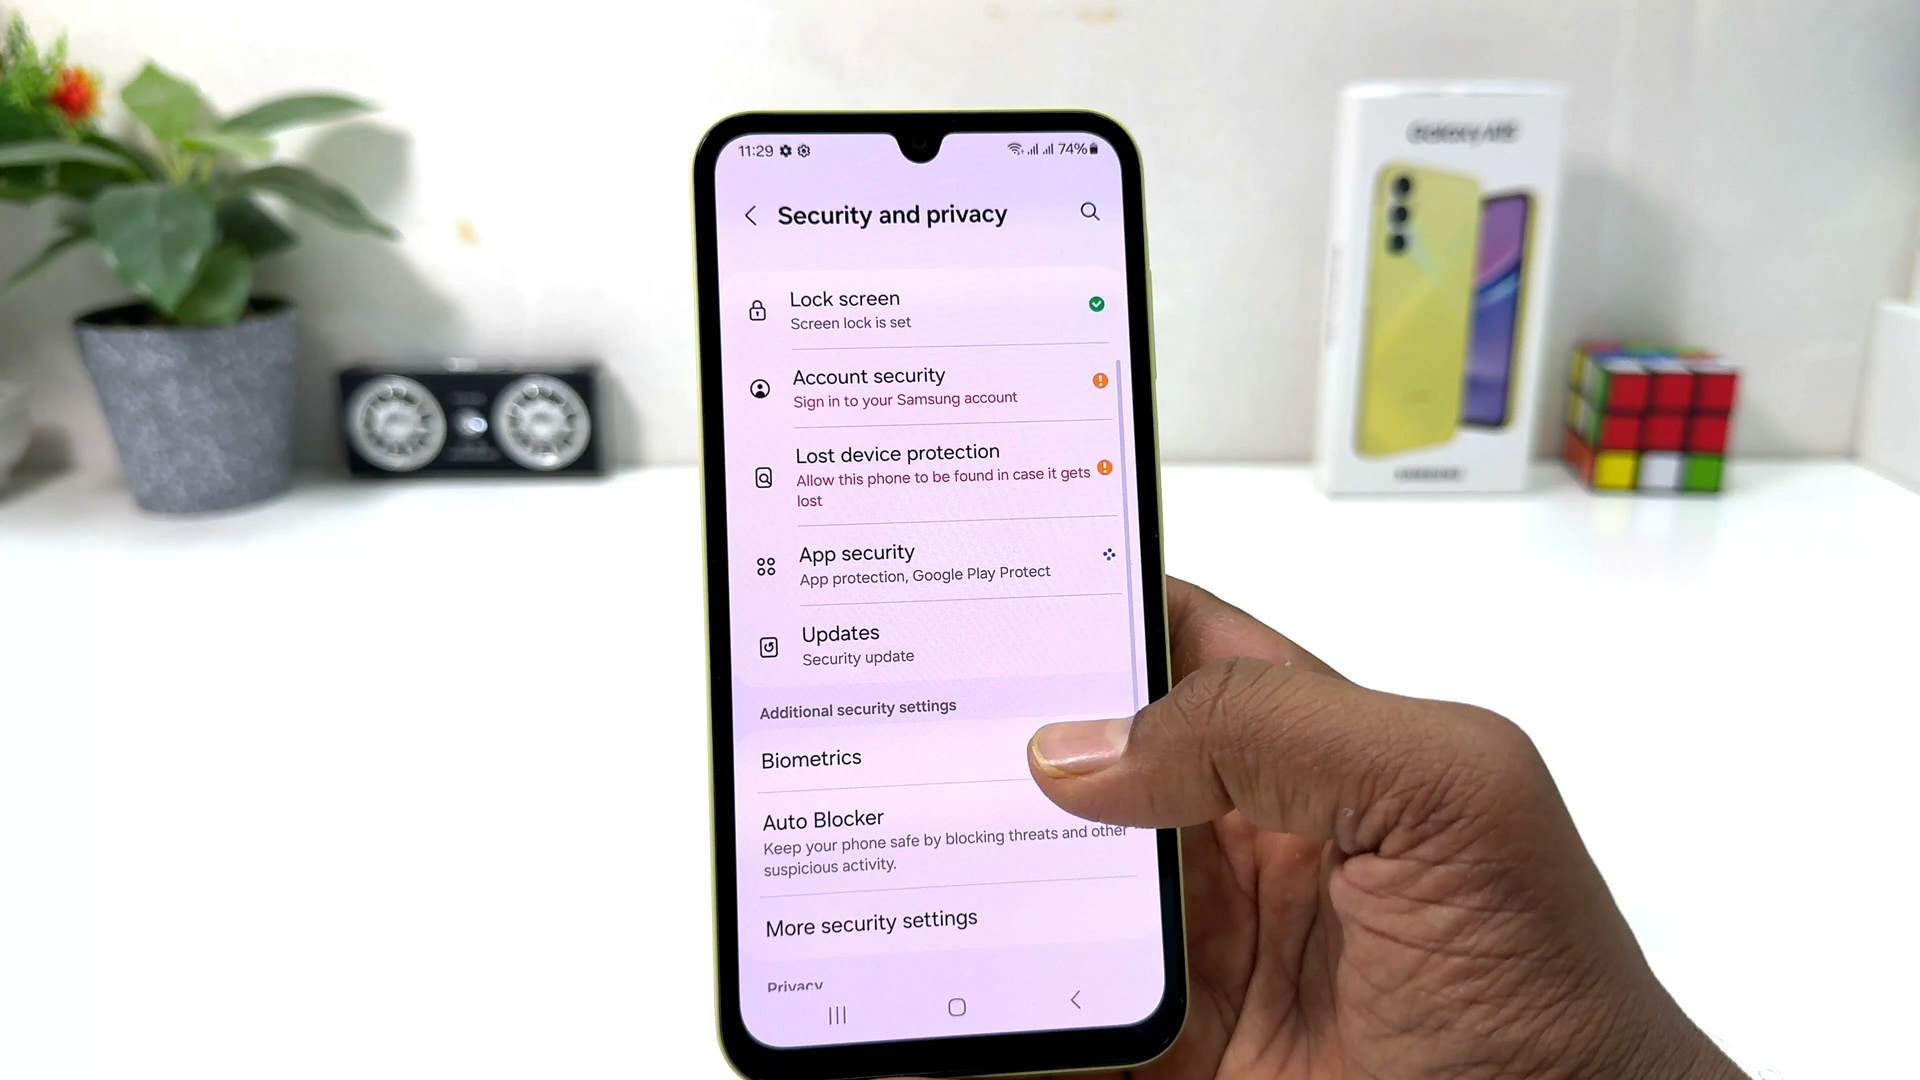 11:29
74%
Security and privacy
Lock screen
Screen lock is set
Account security
Sign in to your Samsung account
Lost device protection
Allow this phone to be found in case it gets
lost
App security
App protection, Google Play Protect
Updates
Security update
Additional security settings
Biometrics
Auto Blocker
Keep your phone safe by blocking threats and other
suspicious activity.
More security settings
Privacy
SAMSUNG